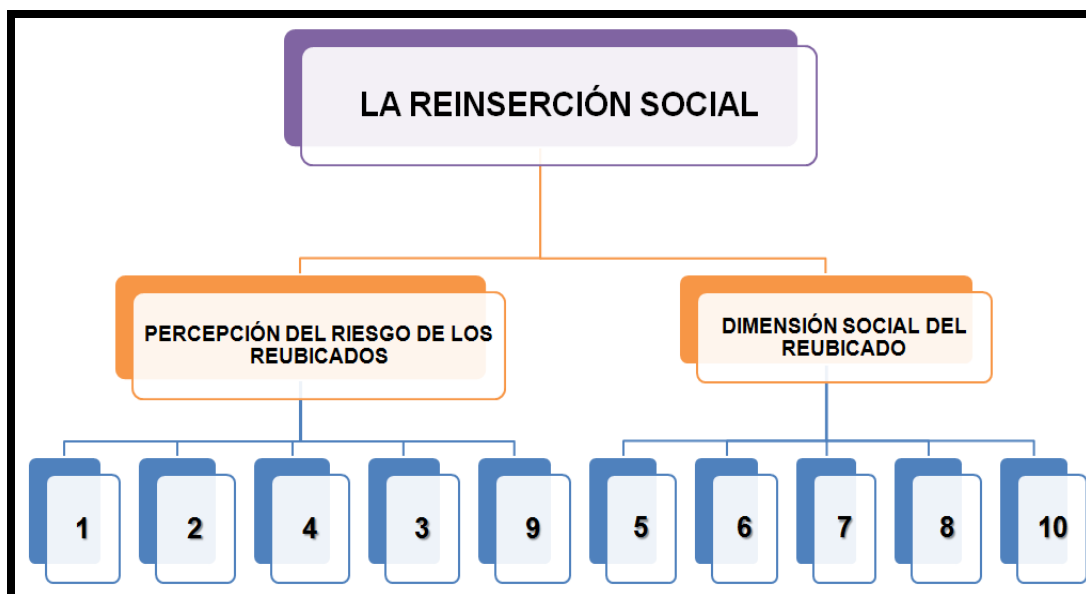 LA REINSERCIÓN SOCIAL
PERCEPCIÓN DEL RIESGO DE LOS
REUBICADOS
DIMENSIÓN SOCIAL DEL
REUBICADO
1
2
4
3
9
5
6
7
8
10